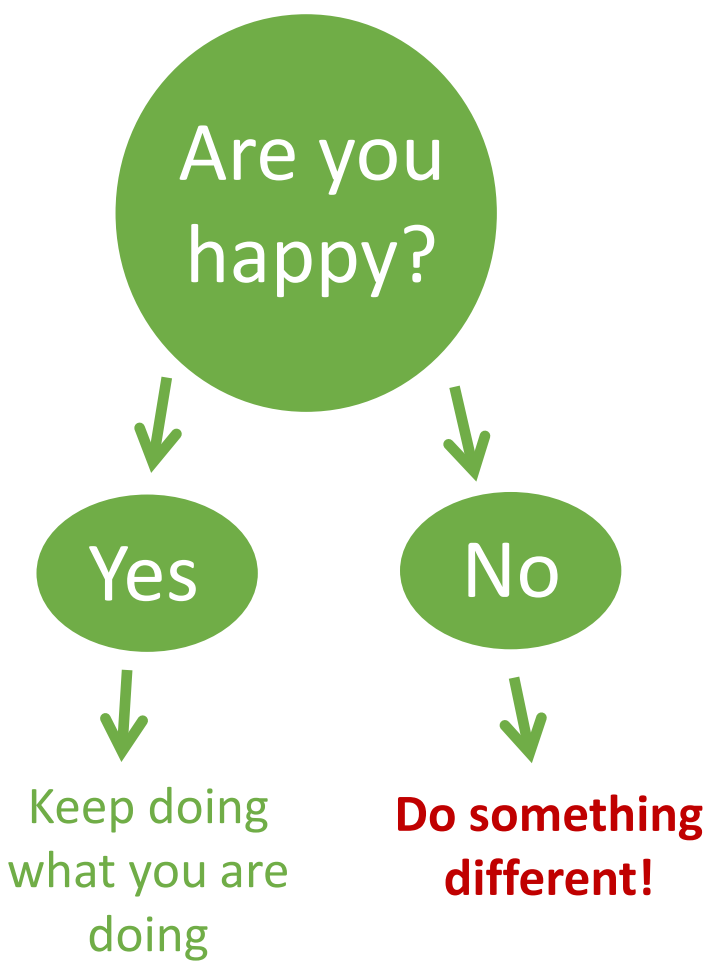 Are you
happy?
Yes
No
Keep doing
what you are
doing
Do something
different!